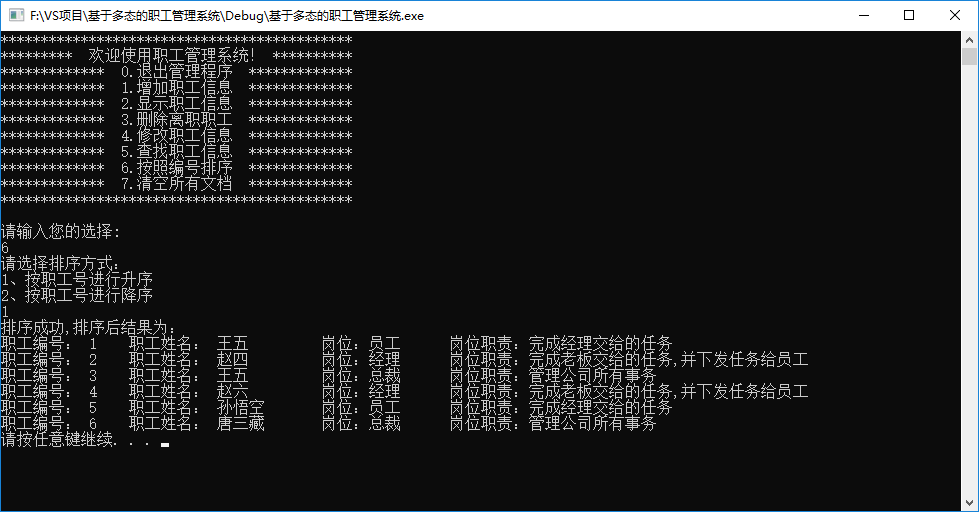 F:\VS项目\基于多态的职工管理系统\Debug\基于多态的职工管理系统.exe
********************************************
*********  欢迎使用职工管理系统!  **********
*************  0.退出管理程序  *************
*************  1.增加职工信息  *************
*************  2.显示职工信息  *************
*************  3.删除离职职工  *************
*************  4.修改职工信息  *************
*************  5.查找职工信息  *************
*************  6.按照编号排序  *************
*************  7.清空所有文档  *************
********************************************
请输入您的选择:
6
请选择排序方式:
1、按职工号进行升序
2、按职工号进行降序
1
排序成功,排序后结果为:
职工编号: 1 职工姓名: 王五 岗位: 员工 岗位职责: 完成经理交给的任务
职工编号: 2 职工姓名: 赵四 岗位: 经理 岗位职责: 完成老板交给的任务,并下发任务给员工
职工编号: 3 职工姓名: 王五 岗位: 总裁 岗位职责: 管理公司所有事务
职工编号: 4 职工姓名: 赵六 岗位: 经理 岗位职责: 完成老板交给的任务,并下发任务给员工
职工编号: 5 职工姓名: 孙悟空 岗位: 员工 岗位职责: 完成经理交给的任务
职工编号: 6 职工姓名: 唐三藏 岗位: 总裁 岗位职责: 管理公司所有事务
请按任意键继续. . .